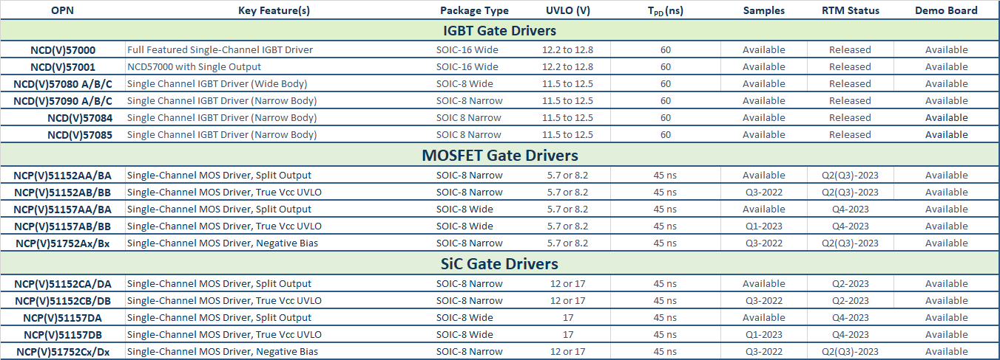 OPN Key Feature(s) Package Type UVLO (V) TPD (ns) Samples RTM Status Demo Board
IGBT Gate Drivers
NCD(V)57000 Full Featured Single-Channel IGBT Driver SOIC-16 Wide 12.2 to 12.8 60 Available Released Available
NCD(V)57001 NCD57000 with Single Output SOIC-16 Wide 12.2 to 12.8 60 Available Released Available
NCD(V)57080 A/B/C Single Channel IGBT Driver (Wide Body) SOIC-8 Wide 11.5 to 12.5 60 Available Released Available
NCD(V)57090 A/B/C Single Channel IGBT Driver (Narrow Body) SOIC-8 Narrow 11.5 to 12.5 60 Available Released Available
NCD(V)57084 Single Channel IGBT Driver (Narrow Body) SOIC 8 Narrow 11.5 to 12.5 60 Available Released Available
NCD(V)57085 Single Channel IGBT Driver (Narrow Body) SOIC 8 Narrow 11.5 to 12.5 60 Available Released Available
MOSFET Gate Drivers
NCP(V)51152AA/BA Single-Channel MOS Driver, Split Output SOIC-8 Narrow 5.7 or 8.2 45 ns Available Q2(Q3)-2023 Available
NCP(V)51152AB/BB Single-Channel MOS Driver, True Vcc UVLO SOIC-8 Narrow 5.7 or 8.2 45 ns Q3-2022 Q2(Q3)-2023 Available
NCP(V)51157AA/BA Single-Channel MOS Driver, Split Output SOIC-8 Wide 5.7 or 8.2 45 ns Available Q4-2023 Available
NCP(V)51157AB/BB Single-Channel MOS Driver, True Vcc UVLO SOIC-8 Wide 5.7 or 8.2 45 ns Q1-2023 Q4-2023 Available
NCP(V)51752Ax/Bx Single-Channel MOS Driver, Negative Bias SOIC-8 Narrow 5.7 or 8.2 45 ns Q3-2022 Q2(Q3)-2023 Available
SiC Gate Drivers
NCP(V)51152CA/DA Single-Channel MOS Driver, Split Output SOIC-8 Narrow 12 or 17 45 ns Available Q2-2023 Available
NCP(V)51152CB/DB Single-Channel MOS Driver, True Vcc UVLO SOIC-8 Narrow 12 or 17 45 ns Q3-2022 Q2-2023 Available
NCP(V)51157DA Single-Channel MOS Driver, Split Output SOIC-8 Wide 17 45 ns Available Q4-2023 Available
NCP(V)51157DB Single-Channel MOS Driver, True Vcc UVLO SOIC-8 Wide 17 45 ns Q1-2023 Q4-2023 Available
NCP(V)51752Cx/Dx Single-Channel MOS Driver, Negative Bias SOIC-8 Narrow 12 or 17 45 ns Q3-2022 Q2(Q3)-2023 Available